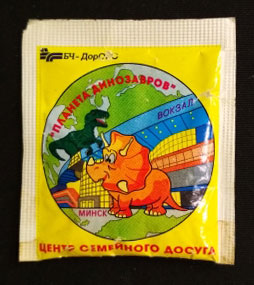 БЧ - ДорОРС
"ПЛАНЕТА ДИНОЗАВРОВ"
ВОКЗАЛ
МИНСК
ЦЕНТР СЕМЕЙНОГО ДОСУГА